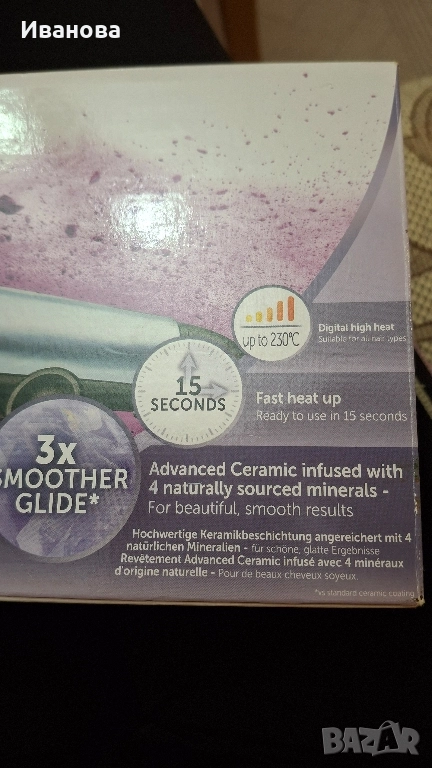 Иванова
up to 230°C
Digital high heat
Suitable for all hair types
15
SECONDS
Fast heat up
Ready to use in 15 seconds
3x
SMOOTHER
GLIDE*
Advanced Ceramic infused with
4 naturally sourced minerals -
For beautiful, smooth results
Hochwertige Keramikbeschichtung angereichert mit 4
natürlichen Mineralien - für schöne, glatte Ergebnisse
Revêtement Advanced Ceramic infusé avec 4 minéraux
d'origine naturelle - Pour de beaux cheveux soyeux
*vs standard ceramic coating
BAZAR